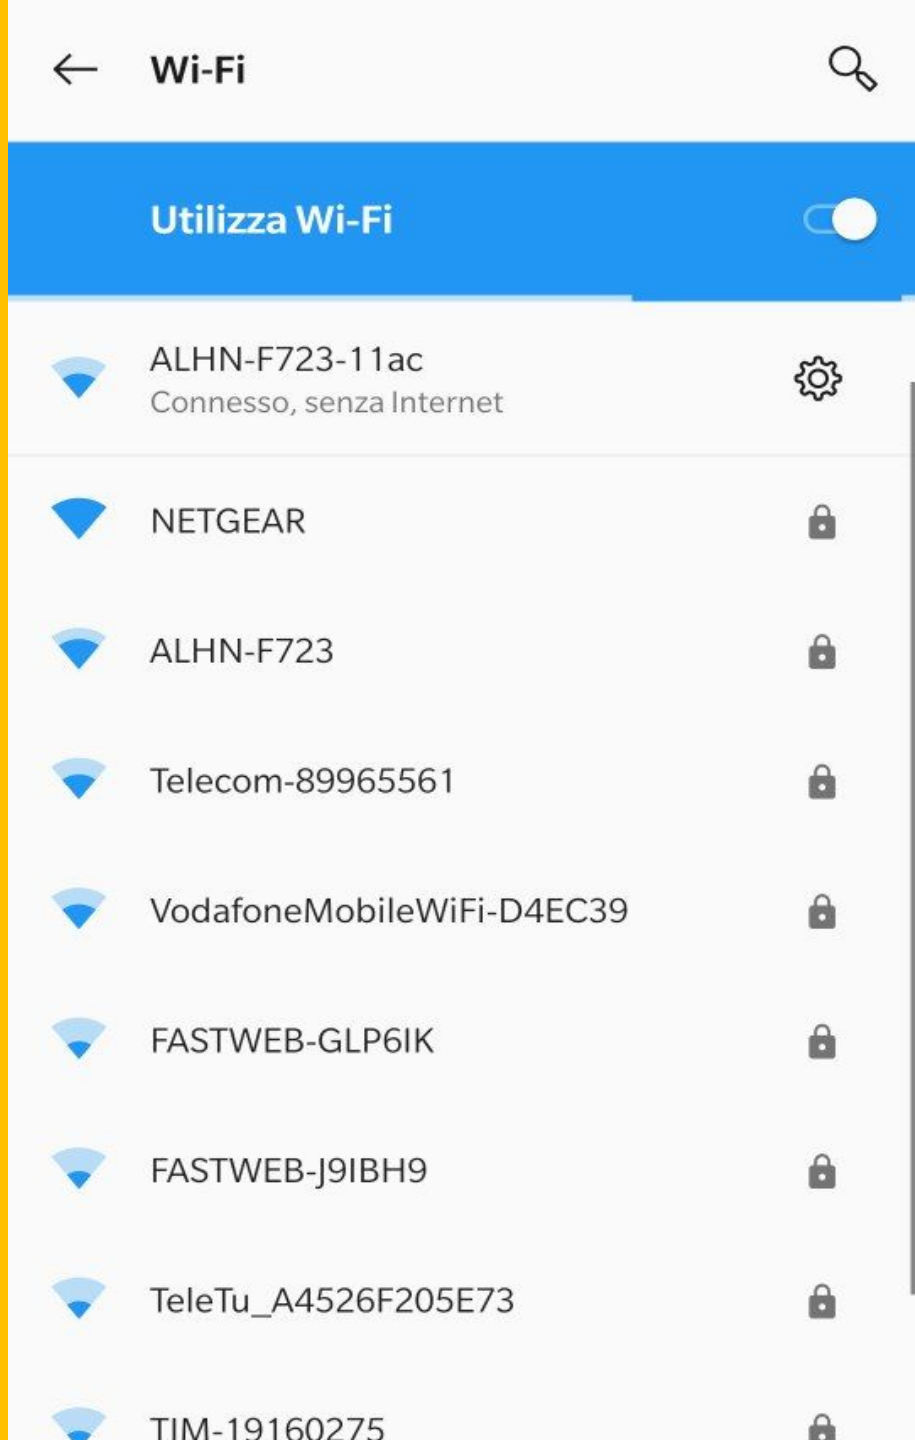 Wi-Fi
Utilizza Wi-Fi
ALHN-F723-11ac
Connesso, senza Internet
NETGEAR
ALHN-F723
Telecom-89965561
VodafoneMobileWiFi-D4EC39
FASTWEB-GLP6IK
FASTWEB-J9IBH9
TeleTu_A4526F205E73
TIM-19160275